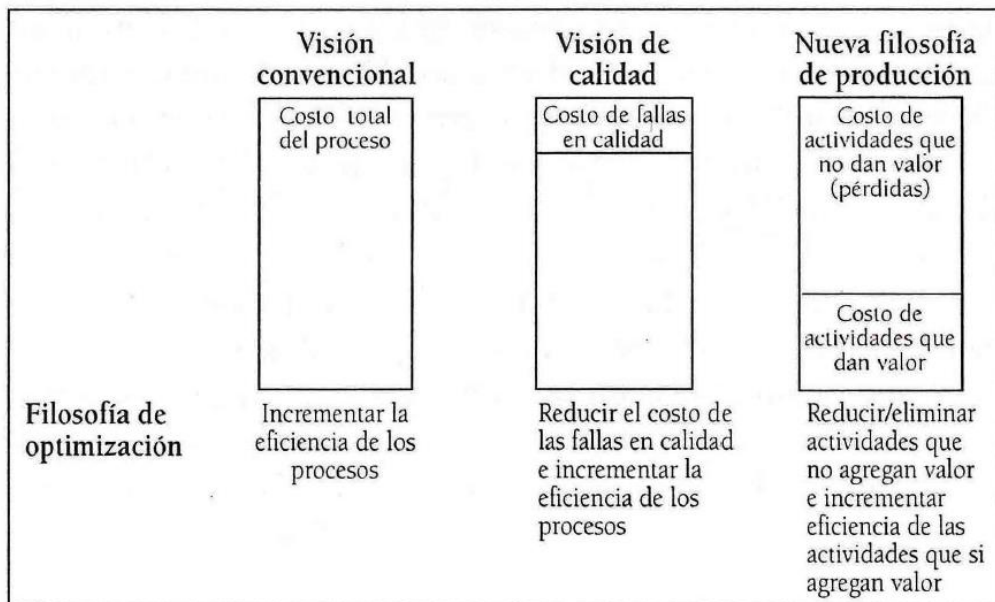 Visión
convencional
Visión de
calidad
Nueva filosofía
de producción
Costo total
del proceso
Costo de fallas
en calidad
Costo de
actividades que
no dan valor
(pérdidas)
Costo de
actividades que
dan valor
Filosofía de
optimización
Incrementar la
eficiencia de los
procesos
Reducir el costo de
las fallas en calidad
e incrementar la
eficiencia de los
procesos
Reducir/eliminar
actividades que
no agregan valor
e incrementar
eficiencia de las
actividades que si
agregan valor